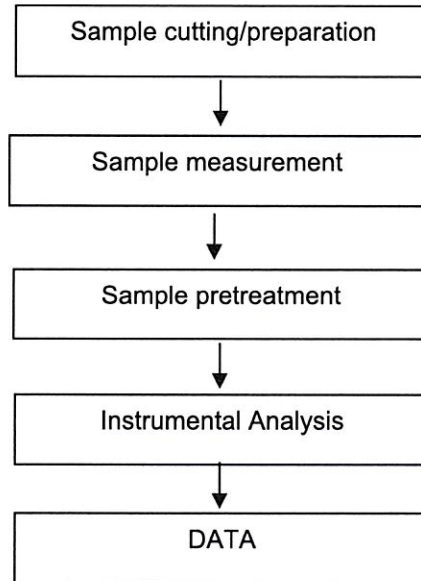 Sample cutting/preparation
Sample measurement
Sample pretreatment
Instrumental Analysis
DATA